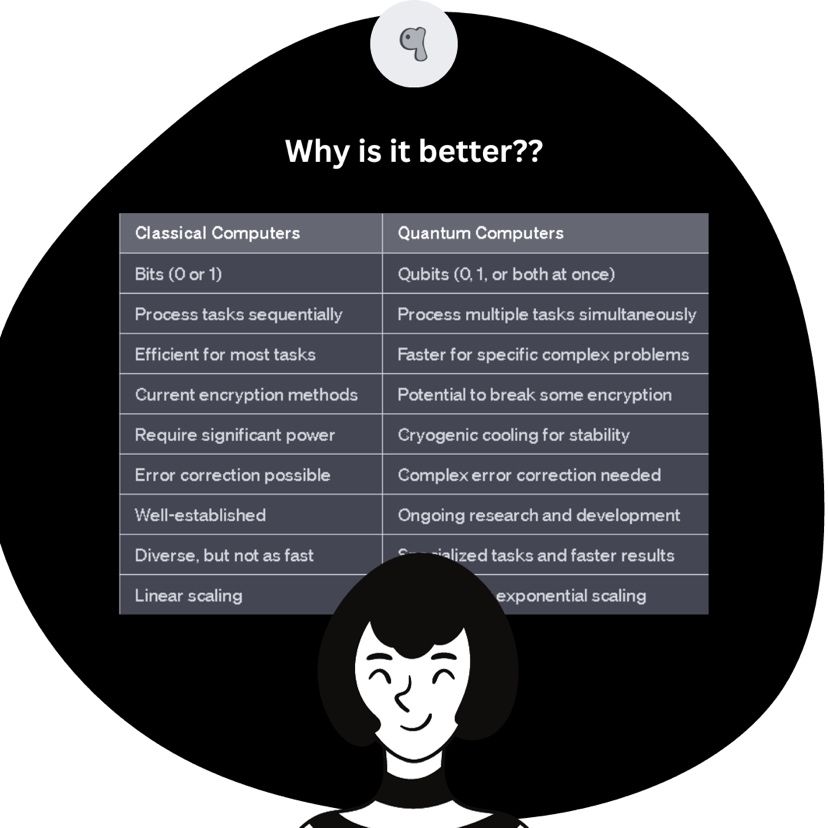 Why is it better??
Classical Computers Quantum Computers
Bits (0 or 1) Qubits (0, 1, or both at once)
Process tasks sequentially Process multiple tasks simultaneously
Efficient for most tasks Faster for specific complex problems
Current encryption methods Potential to break some encryption
Require significant power Cryogenic cooling for stability
Error correction possible Complex error correction needed
Well-established Ongoing research and development
Diverse, but not as fast Specialized tasks and faster results
Linear scaling exponential scaling